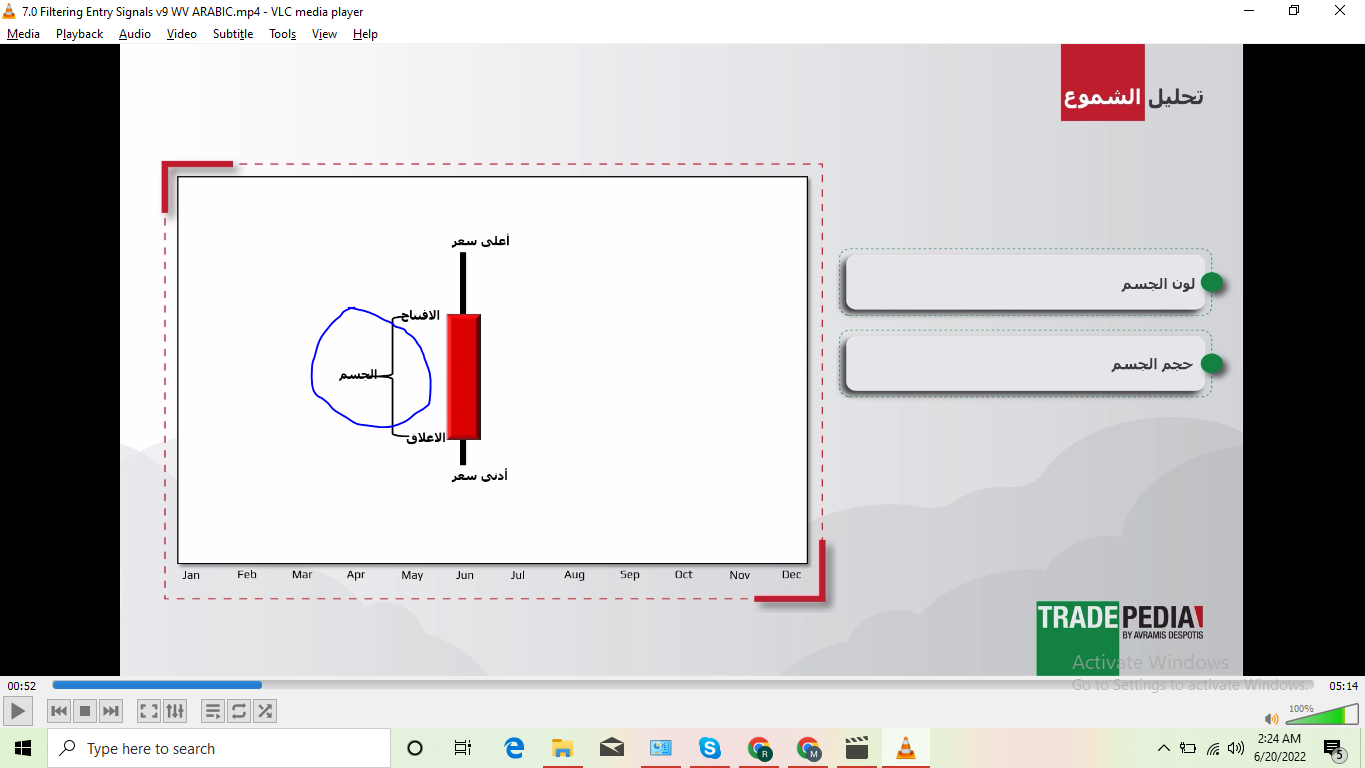 7.0 Filtering Entry Signals v9 WV ARABIC.mp4 - VLC media player
Media Playback Audio Video Subtitle Tools View Help
تحليل الشموع
أعلى سعر
الافتتاح
الجسم
الاغلاق
أدنى سعر
لون الجسم
حجم الجسم
Jan Feb Mar Apr May Jun Jul Aug Sep Oct Nov Dec
TRADEPEDIA
BY AVRAMIS DESPOTIS
Activate Windows
Go to Settings to activate Windows.
00:52 05:14
100%
Type here to search
R
M
2:24 AM
6/20/2022
5